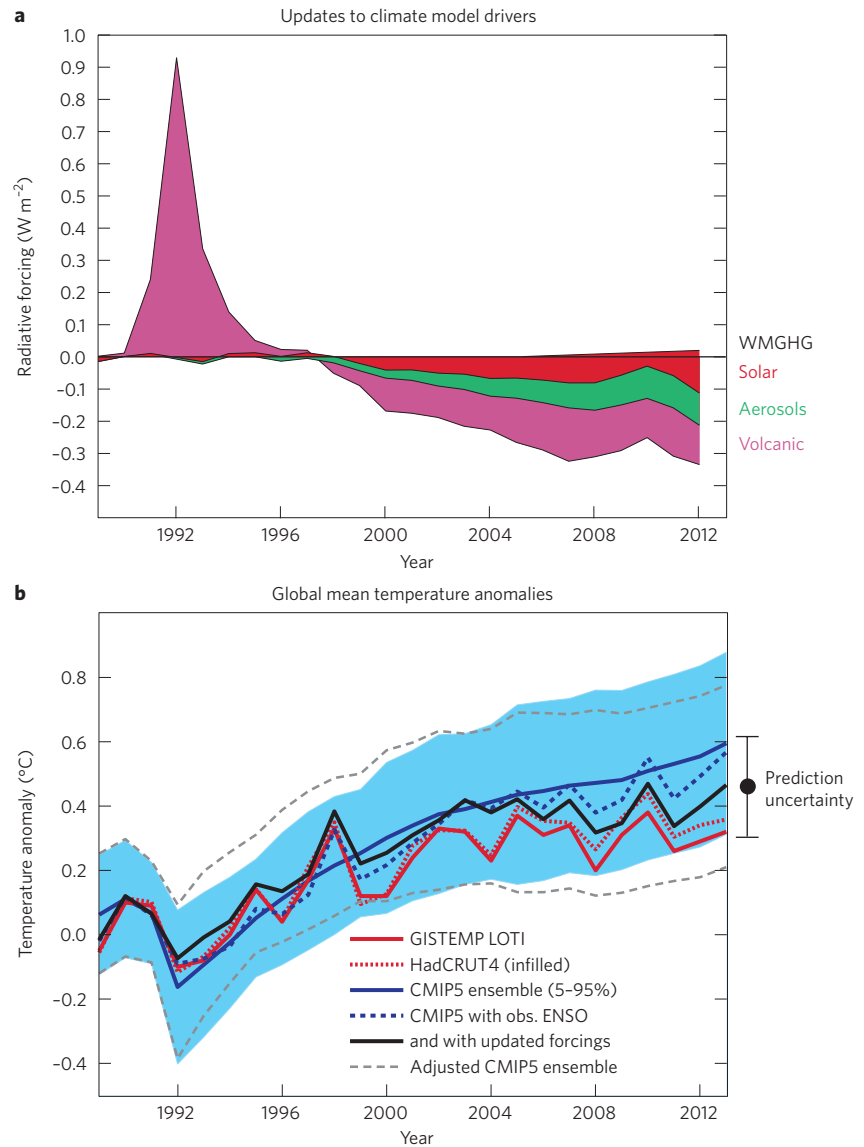 a
Updates to climate model drivers
1.0
0.9
0.8
0.7
0.6
0.5
0.4
0.3
0.2
0.1
0.0
−0.1
−0.2
−0.3
−0.4
Radiative forcing (W m⁻²)
WMGHG
Solar
Aerosols
Volcanic
1992
1996
2000
2004
2008
2012
Year
b
Global mean temperature anomalies
0.8
0.6
0.4
0.2
0.0
−0.2
−0.4
Temperature anomaly (°C)
Prediction
uncertainty
GISTEMP LOTI
HadCRUT4 (infilled)
CMIP5 ensemble (5–95%)
CMIP5 with obs. ENSO
and with updated forcings
Adjusted CMIP5 ensemble
1992
1996
2000
2004
2008
2012
Year